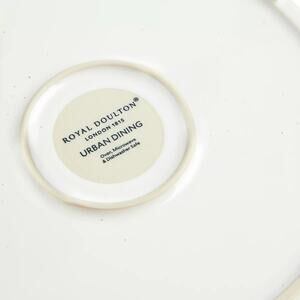 ROYAL DOULTON®
LONDON 1815
URBAN DINING
Oven, Microwave
& Dishwasher Safe